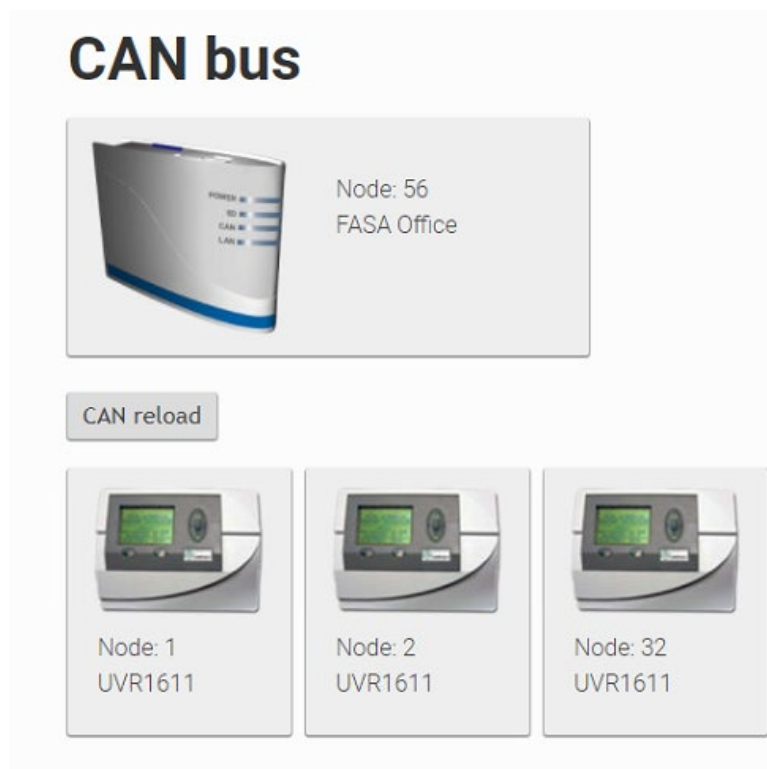 CAN bus
POWER
SD
CAN
LAN
Node: 56
FASA Office
CAN reload
Node: 1
UVR1611
Node: 2
UVR1611
Node: 32
UVR1611